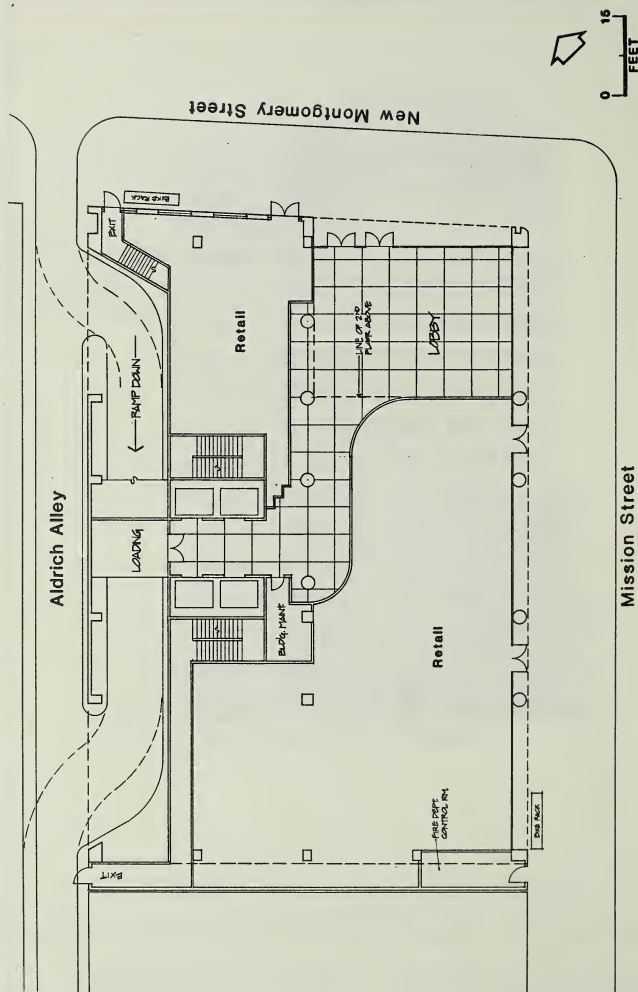 New Montgomery Street
BIKE RACK
EXIT
RAMP DOWN
Retail
LINE OF 2ND
FLOOR ABOVE
LOBBY
Aldrich Alley
LOADING
BLDG. MAINT.
Retail
Mission Street
FIRE DEPT.
CONTROL RM.
BIKE RACK
EXIT
0 15
FEET